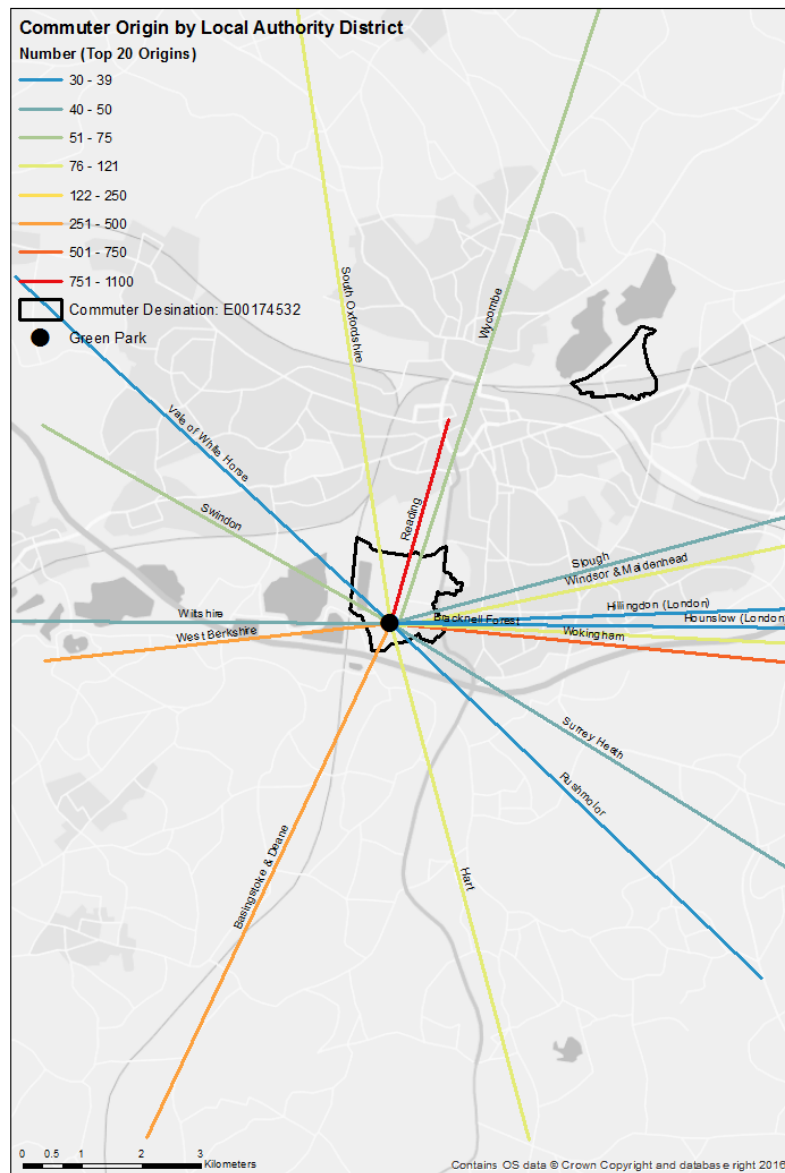 Commuter Origin by Local Authority District
Number (Top 20 Origins)
30 - 39
40 - 50
51 - 75
76 - 121
122 - 250
251 - 500
501 - 750
751 - 1100
Commuter Desination: E00174532
Green Park
South Oxfordshire
Wycombe
Vale of White Horse
Swindon
Reading
Slough
Windsor & Maidenhead
Hillingdon (London)
Wiltshire
Bracknell Forest
Hounslow (London)
West Berkshire
Wokingham
Surrey Heath
Rushmolor
Basingstoke & Deane
Hart
0 0.5 1 2 3
Kilometers
Contains OS data © Crown Copyright and database right 2016